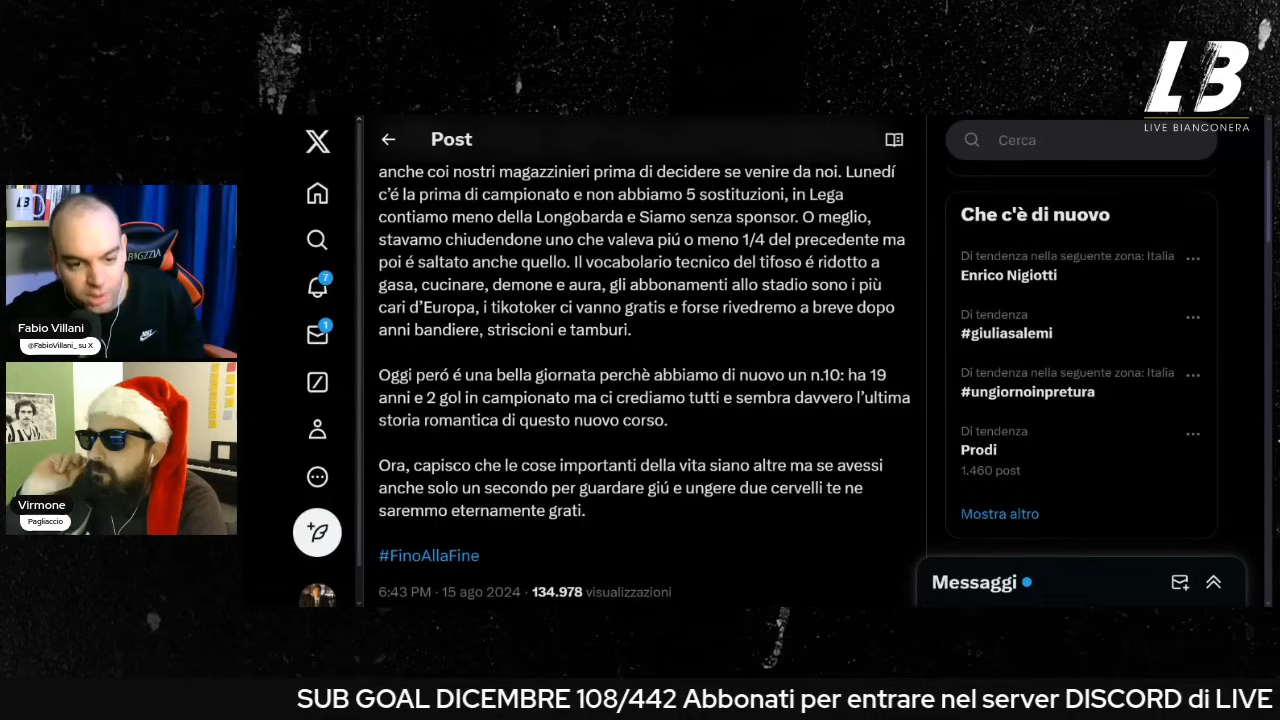 LB
LIVE BIANCONERA
Post
Cerca
anche coi nostri magazzinieri prima di decidere se venire da noi. Lunedí
c'é la prima di campionato e non abbiamo 5 sostituzioni, in Lega
contiamo meno della Longobarda e Siamo senza sponsor. O meglio,
stavamo chiudendone uno che valeva piú o meno 1/4 del precedente ma
poi é saltato anche quello. Il vocabolario tecnico del tifoso é ridotto a
gasa, cucinare, demone e aura, gli abbonamenti allo stadio sono i più
cari d'Europa, i tikotoker ci vanno gratis e forse rivedremo a breve dopo
anni bandiere, striscioni e tamburi.
Oggi peró é una bella giornata perchè abbiamo di nuovo un n.10: ha 19
anni e 2 gol in campionato ma ci crediamo tutti e sembra davvero l'ultima
storia romantica di questo nuovo corso.
Ora, capisco che le cose importanti della vita siano altre ma se avessi
anche solo un secondo per guardare giú e ungere due cervelli te ne
saremmo eternamente grati.
#FinoAllaFine
6:43 PM · 15 ago 2024 · 134.978 visualizzazioni
7
1
Che c'è di nuovo
Di tendenza nella seguente zona: Italia
Enrico Nigiotti
Di tendenza
#giuliasalemi
Di tendenza nella seguente zona: Italia
#ungiornoinpretura
Di tendenza
Prodi
1.460 post
Mostra altro
Messaggi
LB
Fabio Villani
@FabioVillani_ su X
Virmone
Pagliaccio
SUB GOAL DICEMBRE 108/442 Abbonati per entrare nel server DISCORD di LIVE